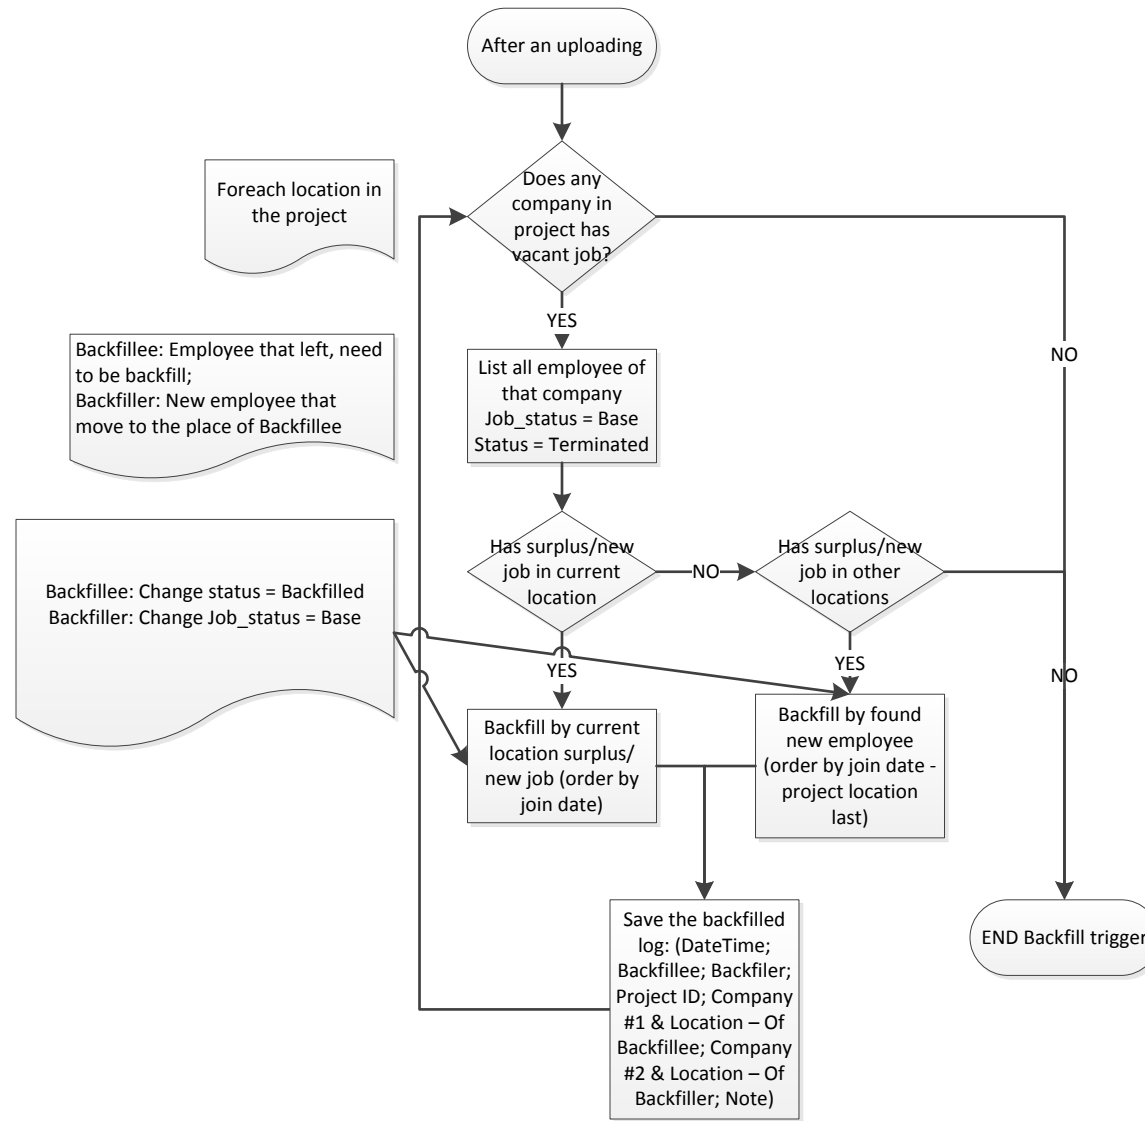 After an uploading
Does any
company in
project has
vacant job?
Foreach location in
the project
YES
NO
Backfillee: Employee that left, need
to be backfill;
Backfiller: New employee that
move to the place of Backfillee
List all employee of
that company
Job_status = Base
Status = Terminated
Backfillee: Change status = Backfilled
Backfiller: Change Job_status = Base
Has surplus/new
job in current
location
NO
Has surplus/new
job in other
locations
YES
YES
NO
Backfill by current
location surplus/
new job (order by
join date)
Backfill by found
new employee
(order by join date -
project location
last)
Save the backfilled
log: (DateTime;
Backfillee; Backfiler;
Project ID; Company
#1 & Location – Of
Backfillee; Company
#2 & Location – Of
Backfiller; Note)
END Backfill trigger